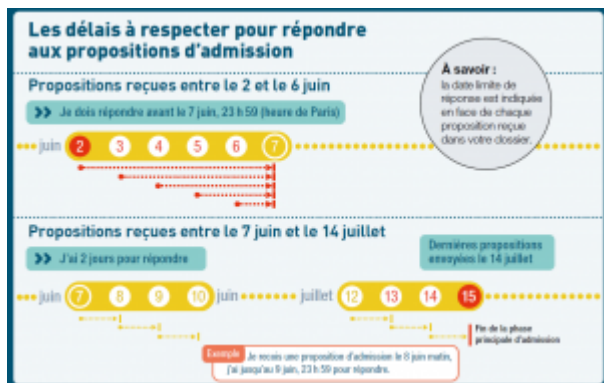 Les délais à respecter pour répondre
aux propositions d'admission
À savoir :
la date limite de
réponse est indiquée
en face de chaque
proposition reçue
dans votre dossier.
Propositions reçues entre le 2 et le 6 juin
>> Je dois répondre avant le 7 juin, 23 h 59 (heure de Paris)
juin 2 3 4 5 6 7
Propositions reçues entre le 7 juin et le 14 juillet
>> J'ai 2 jours pour répondre
Dernières propositions
envoyées le 14 juillet
juin 7 8 9 10 juin juillet 12 13 14 15
Fin de la phase
principale d'admission
Exemple Je reçois une proposition d'admission le 8 juin matin,
j'ai jusqu'au 9 juin, 23 h 59 pour répondre.